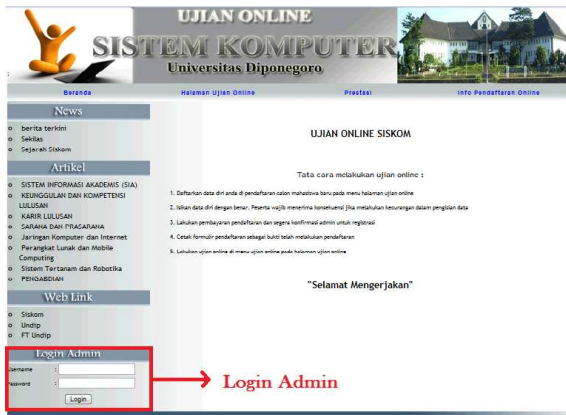 UJIAN ONLINE
SISTEM KOMPUTER
Universitas Diponegoro
Beranda
Halaman Ujian Online
Prestasi
Info Pendaftaran Online
News
berita terkini
Sekilas
Sejarah Siskom
Artikel
SISTEM INFORMASI AKADEMIS (SIA)
KEUNGGULAN DAN KOMPETENSI
LULUSAN
KARIR LULUSAN
SARANA DAN PRASARANA
Jaringan Komputer dan Internet
Perangkat Lunak dan Mobile
Computing
Sistem Tertanam dan Robotika
PENGABDIAN
Web Link
Siskom
Undip
FT Undip
Login Admin
Username :
Password :
Login
UJIAN ONLINE SISKOM
Tata cara melakukan ujian online :
1. Daftarkan data diri anda di pendaftaran calon mahasiswa baru pada menu halaman ujian online
2. Isikan data diri dengan benar. Peserta wajib menerima konsekuensi jika melakukan kecurangan dalam pengisian data
3. Lakukan pembayaran pendaftaran dan segera konfirmasi admin untuk registrasi
4. Cetak formulir pendaftaran sebagai bukti telah melakukan pendaftaran
5. Lakukan ujian online di menu ujian online pada halaman ujian online
"Selamat Mengerjakan"
Login Admin